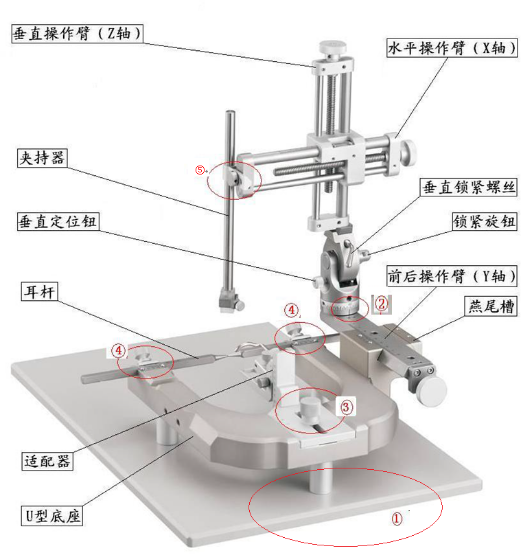 垂直操作臂（Z轴）
水平操作臂（X轴）
⑤
夹持器
垂直锁紧螺丝
垂直定位钮
锁紧旋钮
前后操作臂（Y轴）
耳杆
②
燕尾槽
④
④
③
适配器
U型底座
①